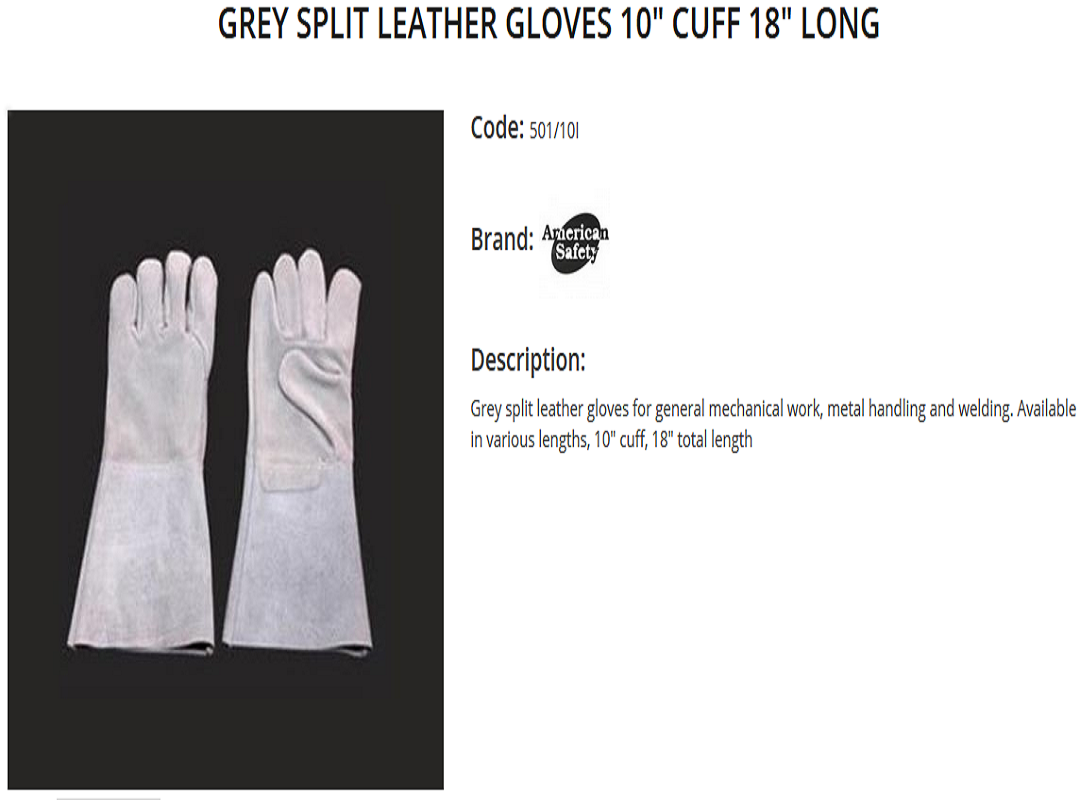 GREY SPLIT LEATHER GLOVES 10" CUFF 18" LONG
Code: 501/10l
Brand: American
Safety
Description:
Grey split leather gloves for general mechanical work, metal handling and welding. Available
in various lengths, 10" cuff, 18" total length